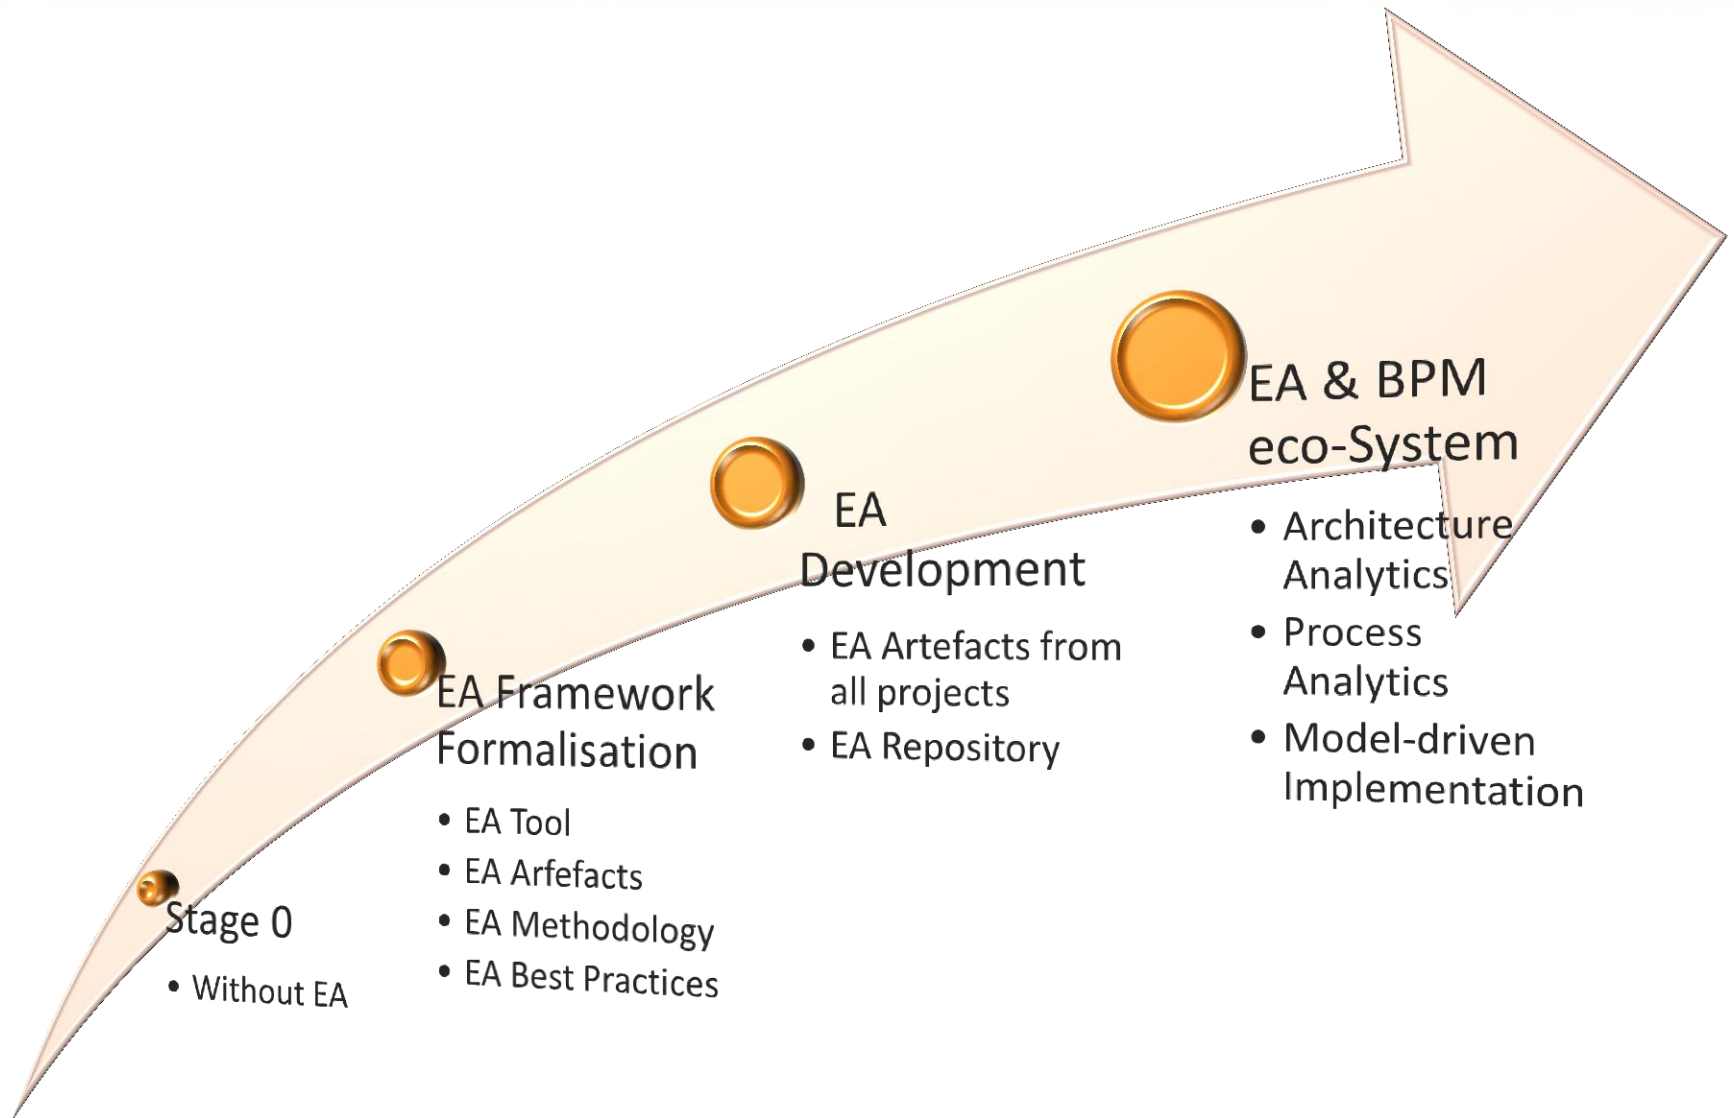 Stage 0
• Without EA
EA Framework
Formalisation
• EA Tool
• EA Arfefacts
• EA Methodology
• EA Best Practices
EA
Development
• EA Artefacts from
all projects
• EA Repository
EA & BPM
eco-System
• Architecture
Analytics
• Process
Analytics
• Model-driven
Implementation